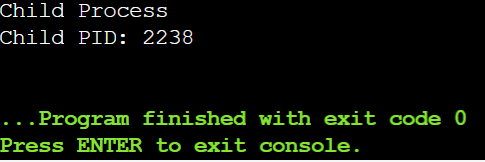 Child Process
Child PID: 2238
...Program finished with exit code 0
Press ENTER to exit console.